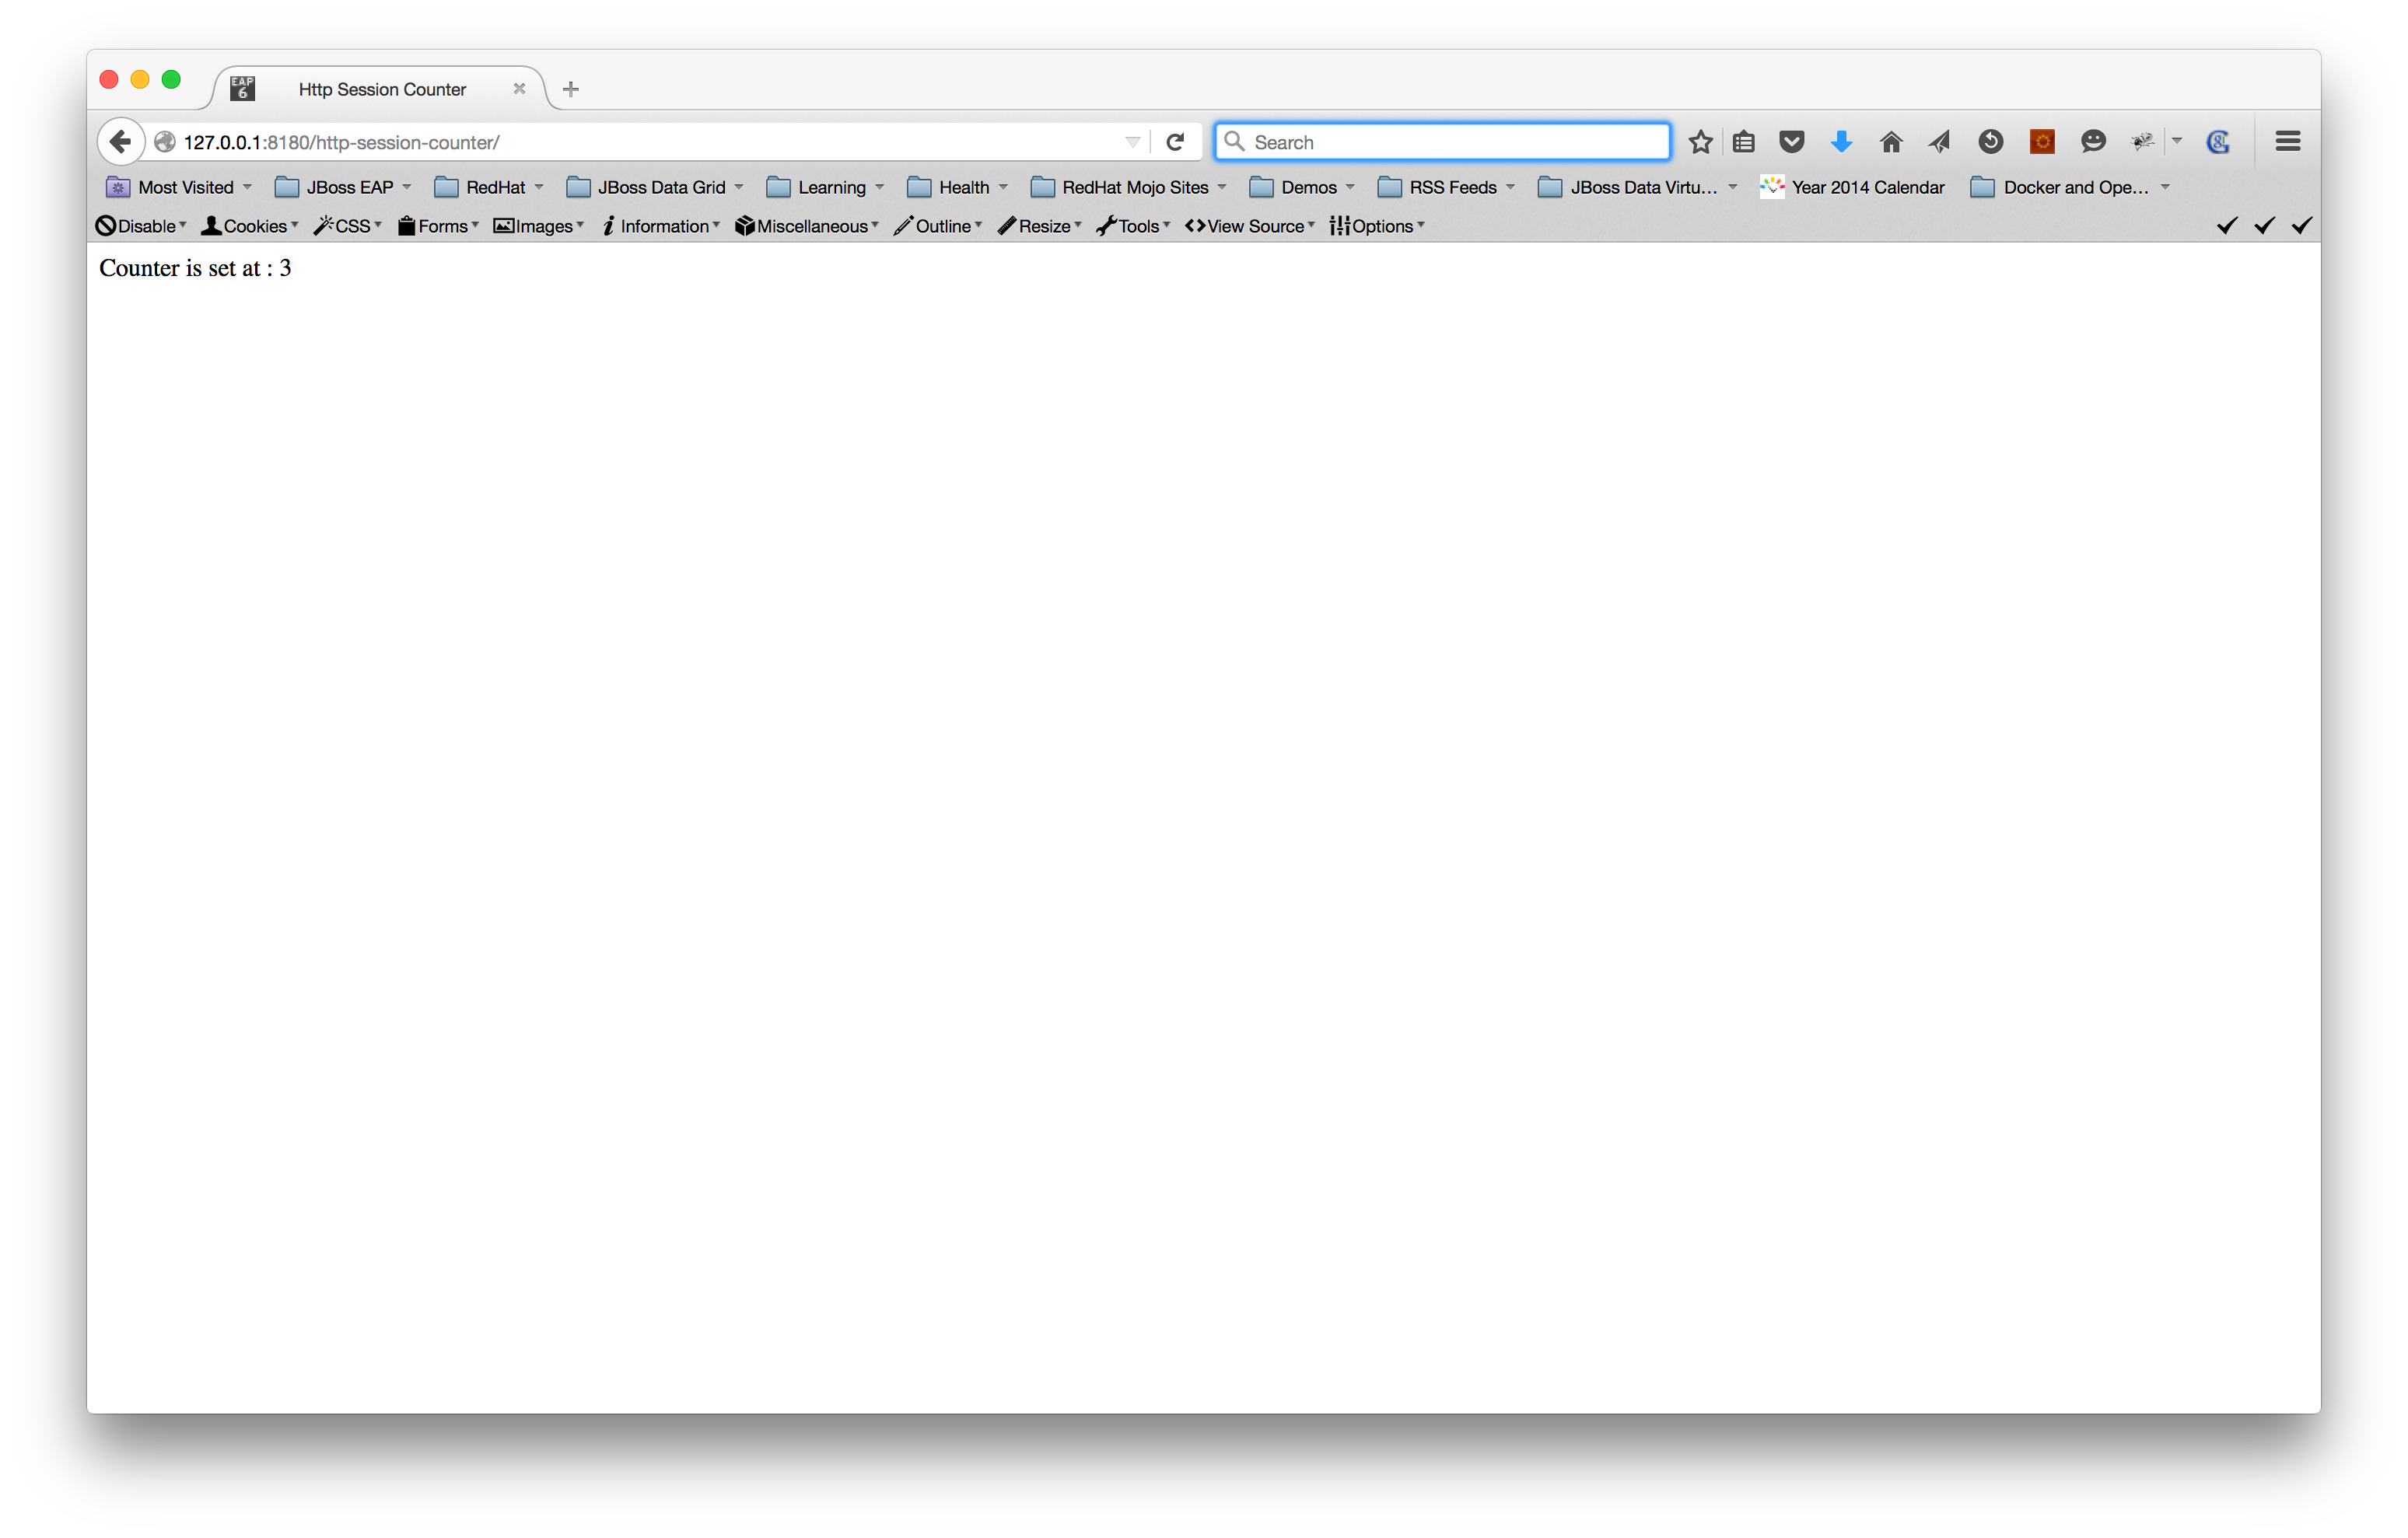 EAP 6 Http Session Counter
127.0.0.1:8180/http-session-counter/ Search
Most Visited JBoss EAP RedHat JBoss Data Grid Learning Health RedHat Mojo Sites Demos RSS Feeds JBoss Data Virtu... Year 2014 Calendar Docker and Ope...
Disable Cookies CSS Forms Images Information Miscellaneous Outline Resize Tools View Source Options
Counter is set at : 3